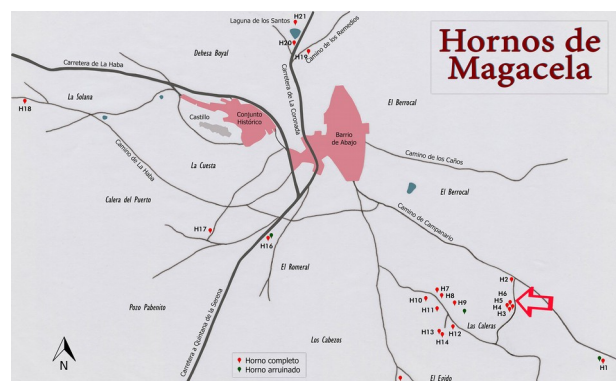 Hornos de
Magacela
H21
Laguna de los Santos
H20
H19
Camino de los Remedios
Dehesa Boyal
Carretera de La Haba
Carretera de La Coronada
La Solana
H18
Castillo
Conjunto
Histórico
Barrio
de Abajo
El Berrocal
Camino de los Caños
Camino de La Haba
La Cuesta
El Berrocal
Calera del Puerto
Camino de Campanario
H17
H16
El Romeral
H2
H7
H8
H6
H10
H9
H5
H4
H11
H3
Pozo Pabenito
Carretera a Quintana de la Serena
Las Caleras
H13
H12
H14
Los Cabezos
H1
N
Horno completo
Horno arruinado
El Ejido